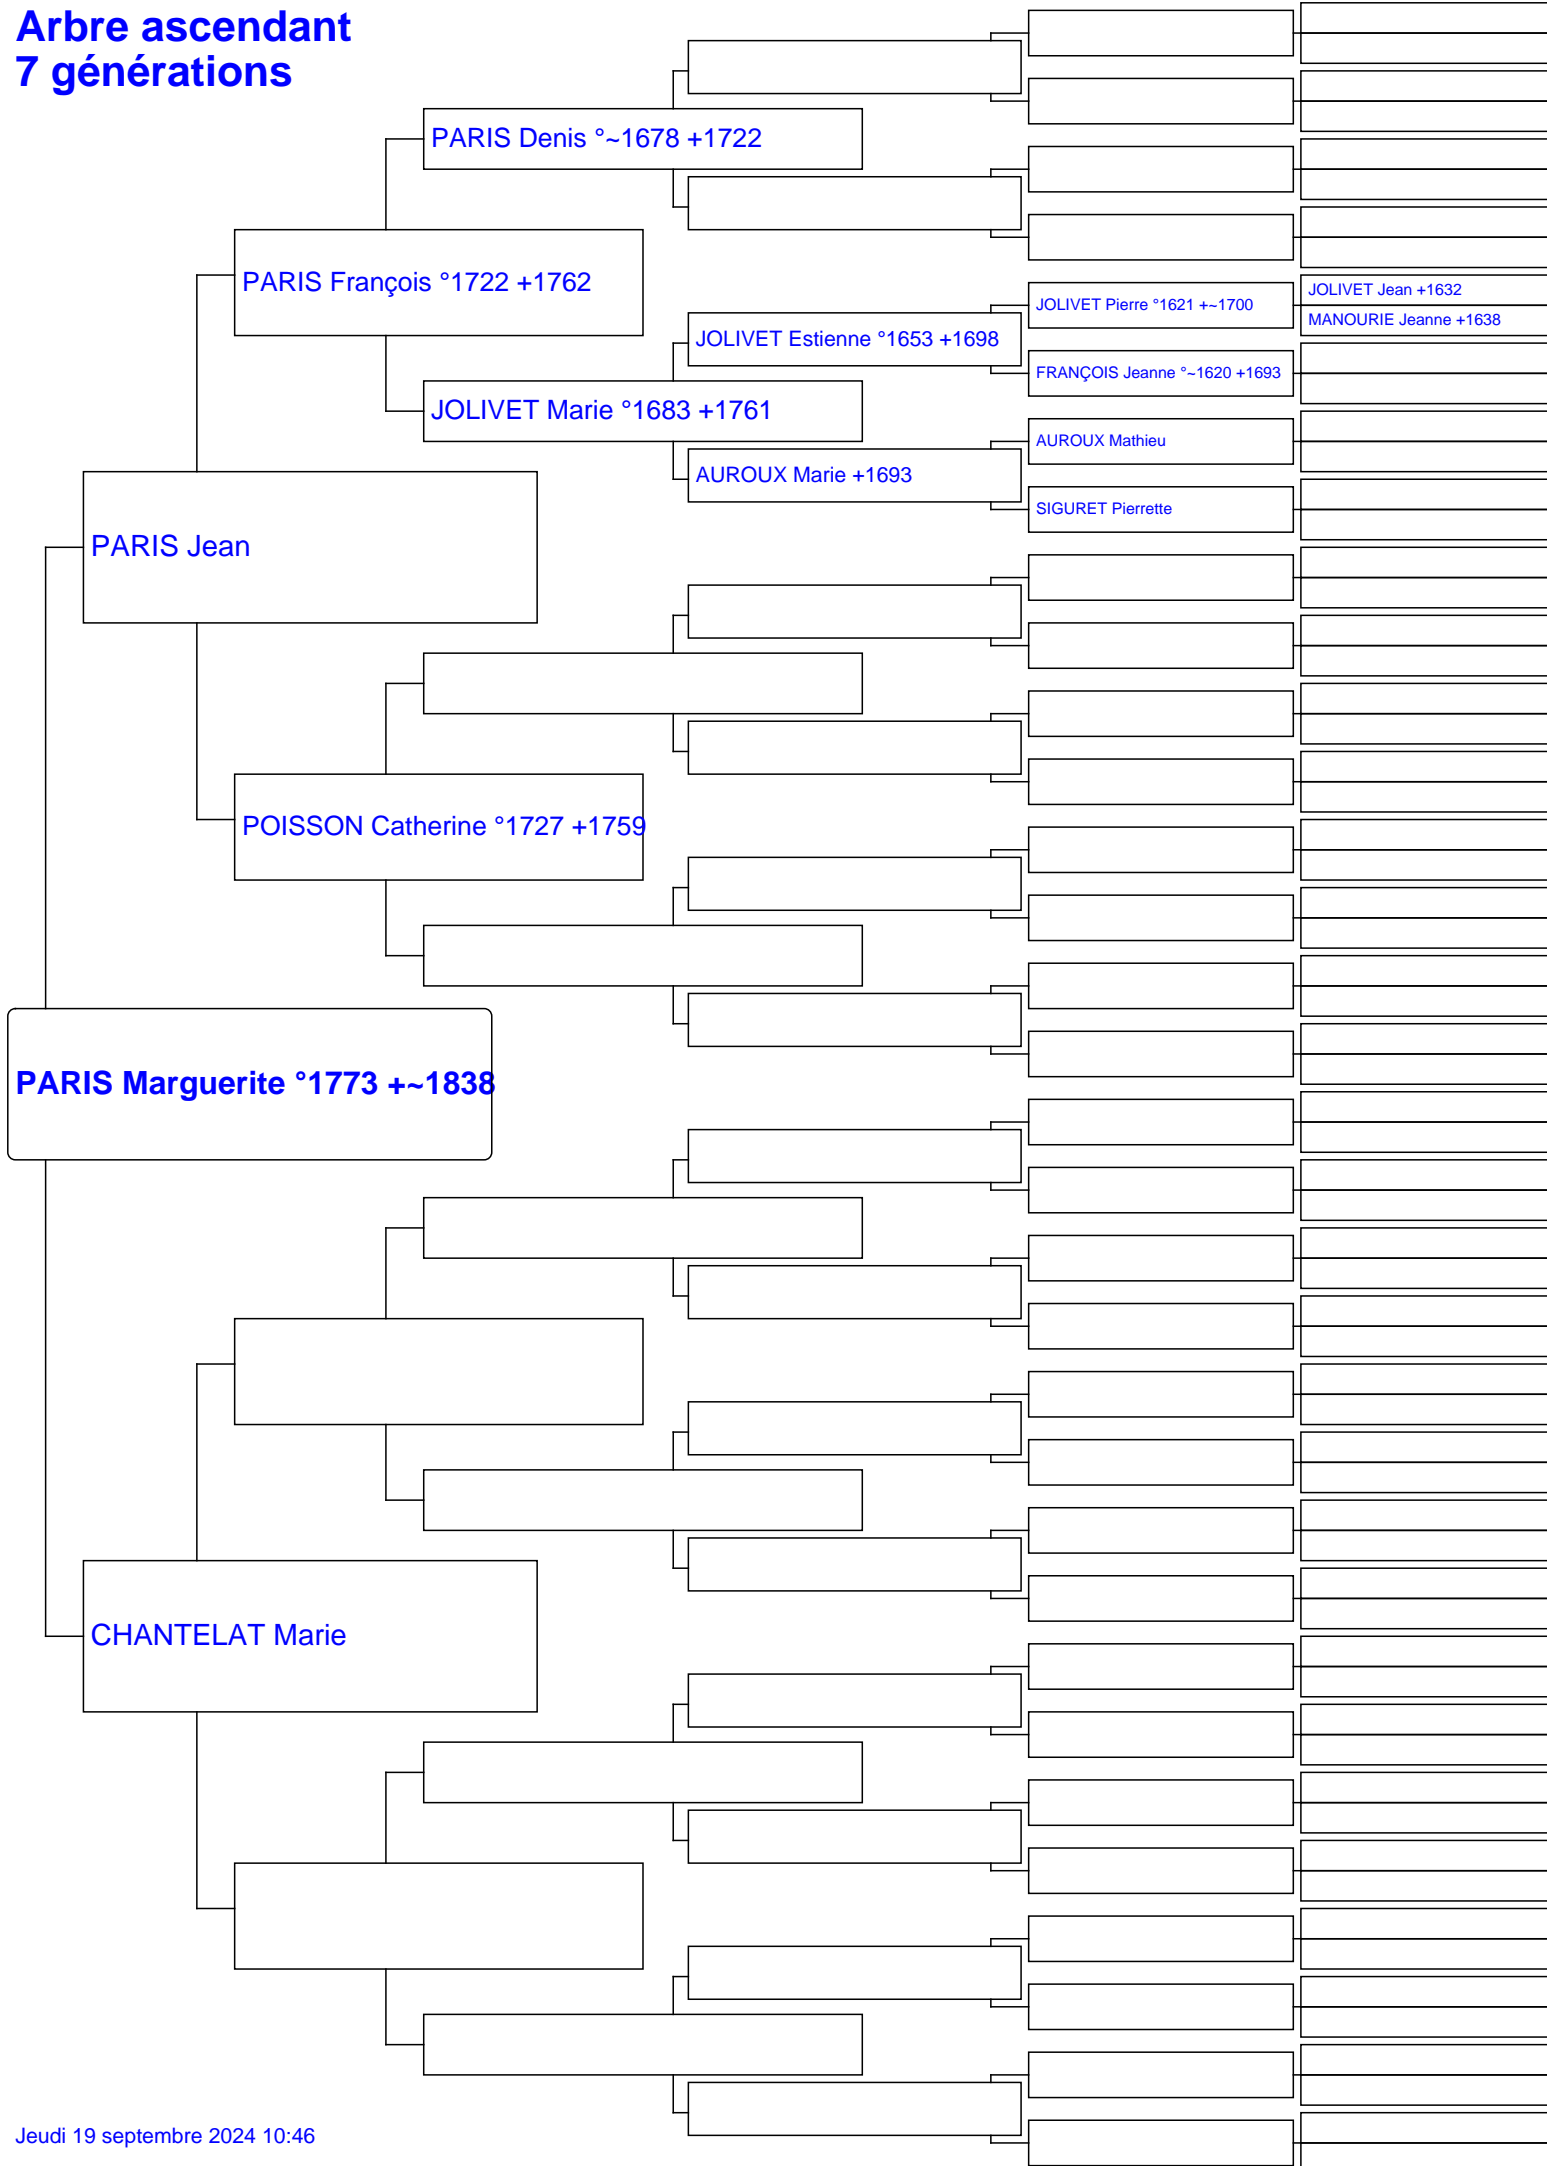 Arbre ascendant
7 générations
PARIS Denis °~1678 +1722
PARIS François °1722 +1762
JOLIVET Jean +1632
JOLIVET Pierre °1621 +~1700
MANOURIE Jeanne +1638
JOLIVET Estienne °1653 +1698
FRANÇOIS Jeanne °~1620 +1693
JOLIVET Marie °1683 +1761
AUROUX Mathieu
AUROUX Marie +1693
SIGURET Pierrette
PARIS Jean
POISSON Catherine °1727 +1759
PARIS Marguerite °1773 +~1838
CHANTELAT Marie
Jeudi 19 septembre 2024 10:46